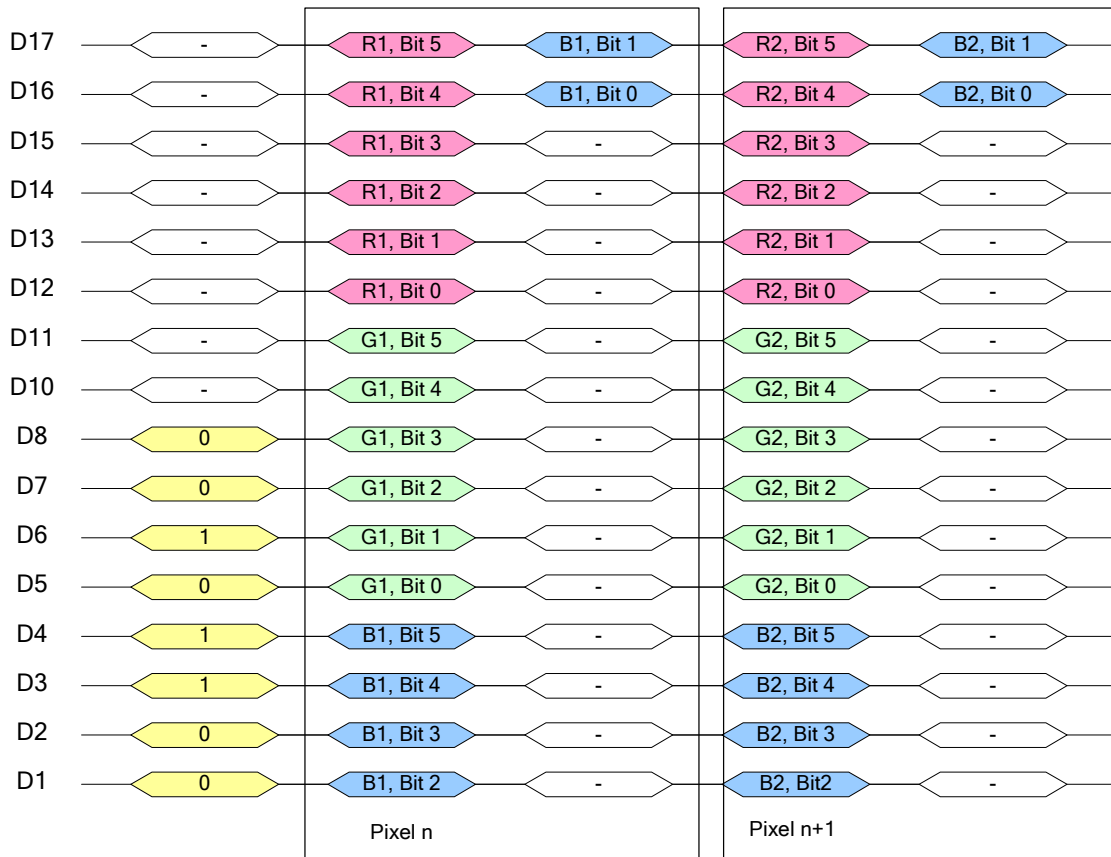 D17 - R1, Bit 5 B1, Bit 1 R2, Bit 5 B2, Bit 1
D16 - R1, Bit 4 B1, Bit 0 R2, Bit 4 B2, Bit 0
D15 - R1, Bit 3 - R2, Bit 3 -
D14 - R1, Bit 2 - R2, Bit 2 -
D13 - R1, Bit 1 - R2, Bit 1 -
D12 - R1, Bit 0 - R2, Bit 0 -
D11 - G1, Bit 5 - G2, Bit 5 -
D10 - G1, Bit 4 - G2, Bit 4 -
D8 0 G1, Bit 3 - G2, Bit 3 -
D7 0 G1, Bit 2 - G2, Bit 2 -
D6 1 G1, Bit 1 - G2, Bit 1 -
D5 0 G1, Bit 0 - G2, Bit 0 -
D4 1 B1, Bit 5 - B2, Bit 5 -
D3 1 B1, Bit 4 - B2, Bit 4 -
D2 0 B1, Bit 3 - B2, Bit 3 -
D1 0 B1, Bit 2 - B2, Bit2 -
Pixel n Pixel n+1